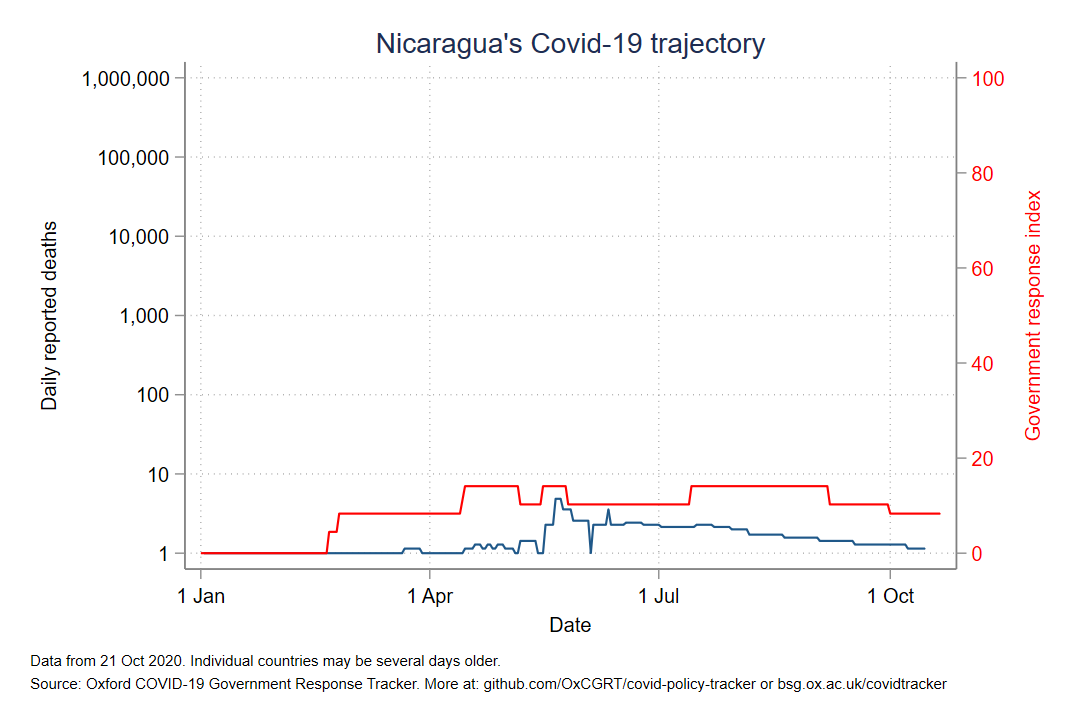 Nicaragua's Covid-19 trajectory
1,000,000
100,000
10,000
1,000
100
10
1
Daily reported deaths
100
80
60
40
20
0
Government response index
1 Jan
1 Apr
1 Jul
1 Oct
Date
Data from 21 Oct 2020. Individual countries may be several days older.
Source: Oxford COVID-19 Government Response Tracker. More at: github.com/OxCGRT/covid-policy-tracker or bsg.ox.ac.uk/covidtracker